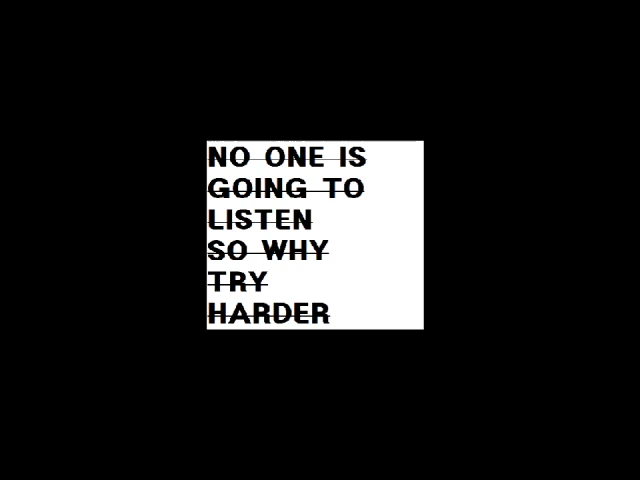 NO ONE IS
GOING TO
LISTEN
SO WHY
TRY
HARDER